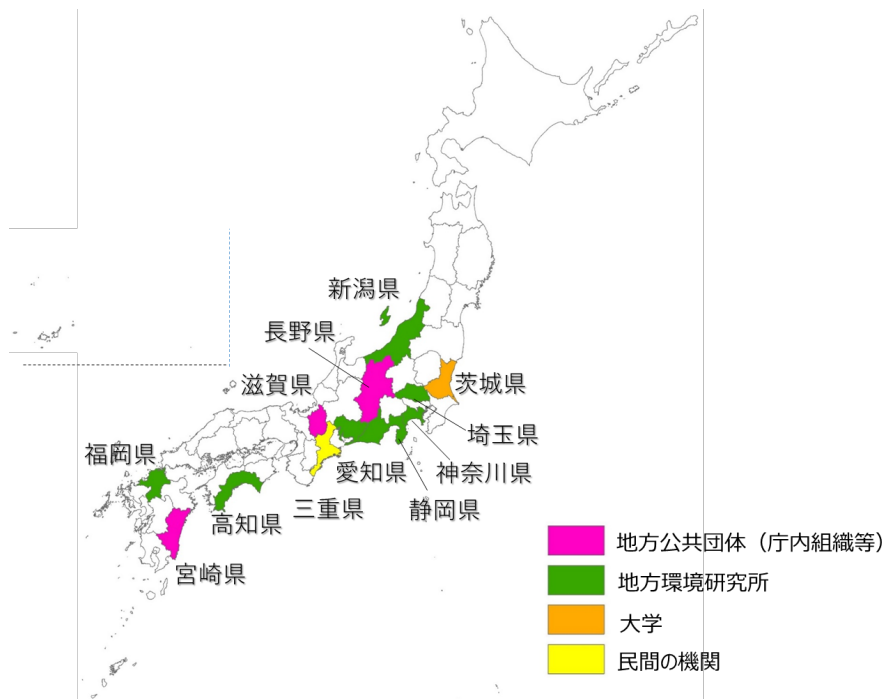 新潟県
長野県
滋賀県
茨城県
埼玉県
福岡県
愛知県
神奈川県
三重県
静岡県
高知県
宮崎県
地方公共団体（庁内組織等）
地方環境研究所
大学
民間の機関